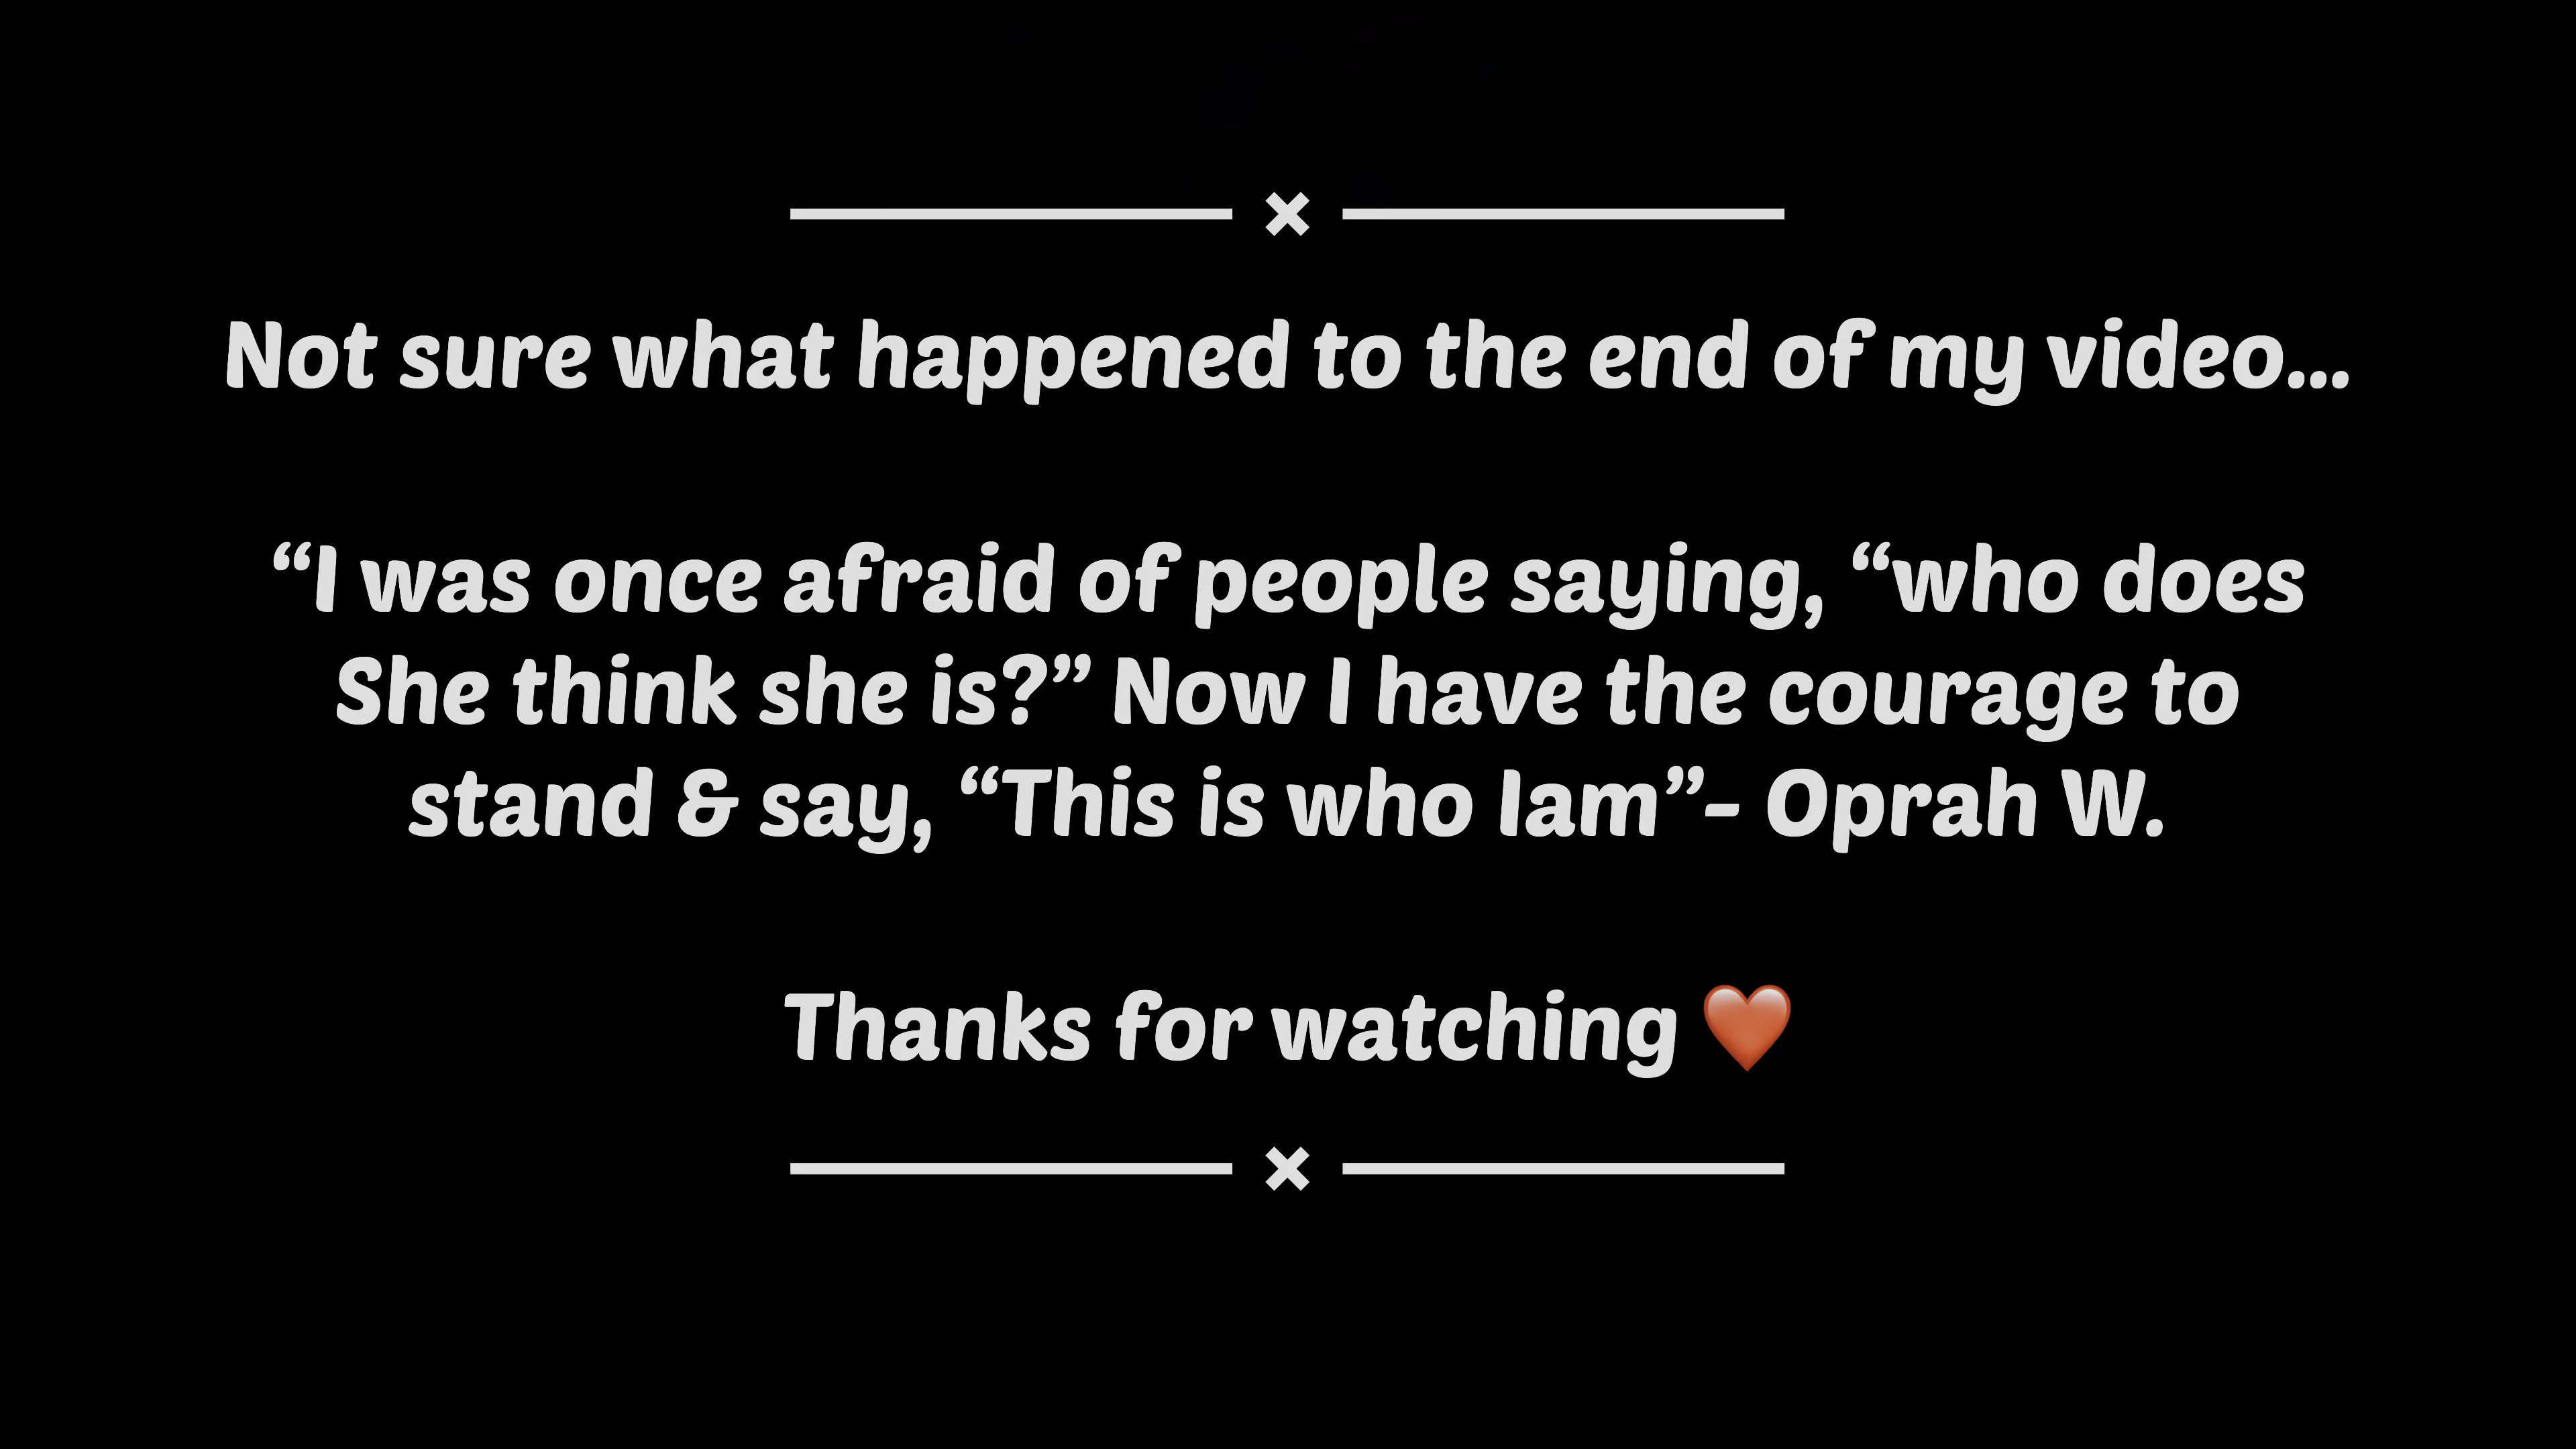 Not sure what happened to the end of my video...
“I was once afraid of people saying, “who does
She think she is?” Now I have the courage to
stand & say, “This is who Iam”- Oprah W.
Thanks for watching ❤️